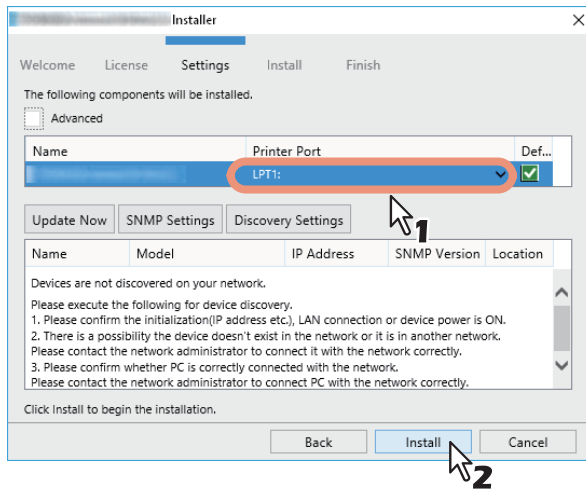 Installer
Welcome License Settings Install Finish
The following components will be installed.
Advanced
Name Printer Port Def...
LPT1:
1
Update Now SNMP Settings Discovery Settings
Name Model IP Address SNMP Version Location
Devices are not discovered on your network.
Please execute the following for device discovery.
1. Please confirm the initialization(IP address etc.), LAN connection or device power is ON.
2. There is a possibility the device doesn't exist in the network or it is in another network.
Please contact the network administrator to connect it with the network correctly.
3. Please confirm whether PC is correctly connected with the network.
Please contact the network administrator to connect PC with the network correctly.
Click Install to begin the installation.
Back Install Cancel
2